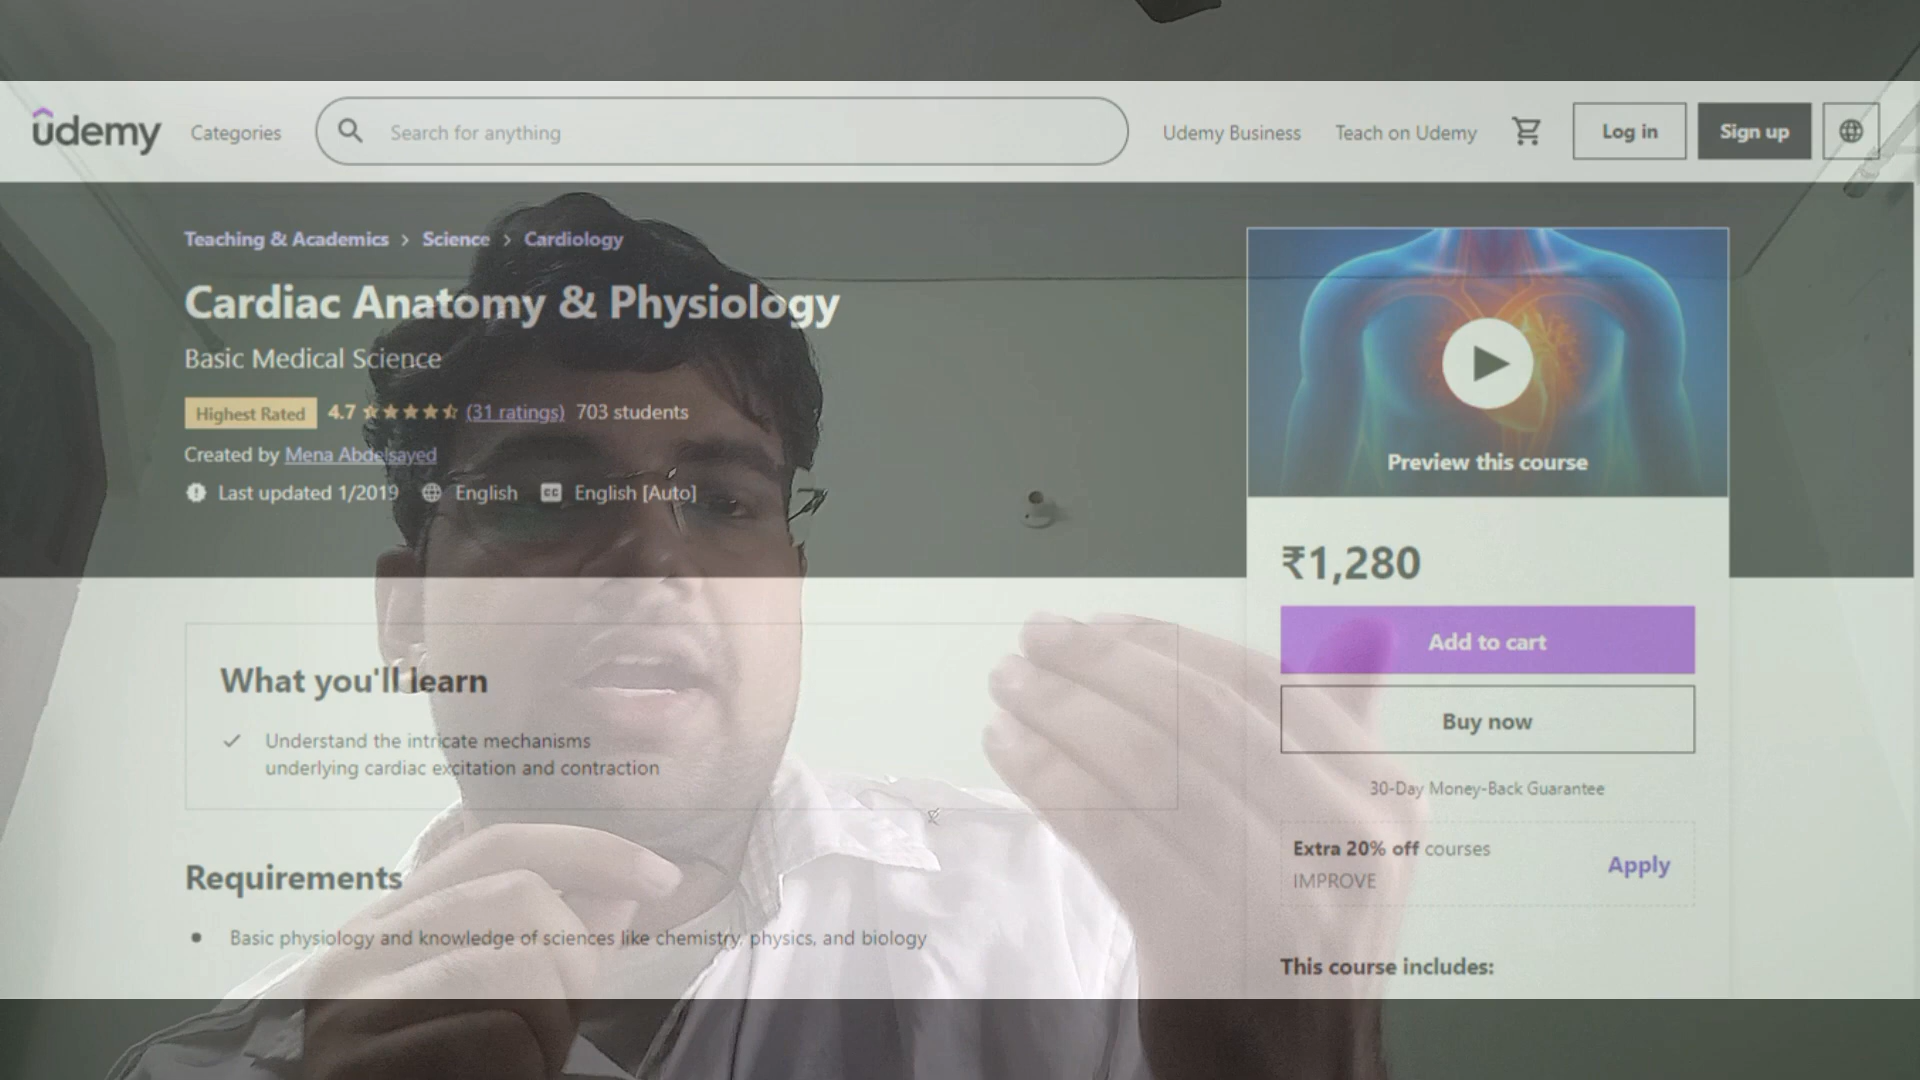 udemy
Categories
Search for anything
Udemy Business
Teach on Udemy
Log in
Sign up
Teaching & Academics > Science > Cardiology
Cardiac Anatomy & Physiology
Basic Medical Science
Highest Rated 4.7 (31 ratings) 703 students
Created by Mena Abdelsayed
Last updated 1/2019 English CC English [Auto]
Preview this course
₹1,280
Add to cart
Buy now
30-Day Money-Back Guarantee
Extra 20% off courses
IMPROVE
Apply
This course includes:
What you'll learn
Understand the intricate mechanisms
underlying cardiac excitation and contraction
Requirements
Basic physiology and knowledge of sciences like chemistry, physics, and biology